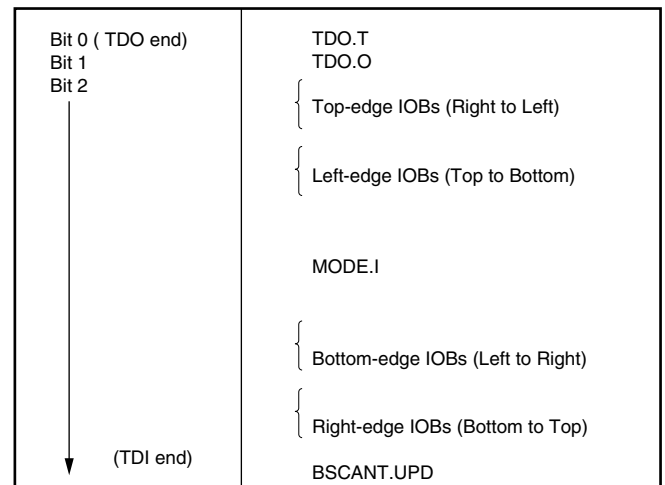 Bit 0 ( TDO end)
Bit 1
Bit 2
(TDI end)
TDO.T
TDO.O
Top-edge IOBs (Right to Left)
Left-edge IOBs (Top to Bottom)
MODE.I
Bottom-edge IOBs (Left to Right)
Right-edge IOBs (Bottom to Top)
BSCANT.UPD